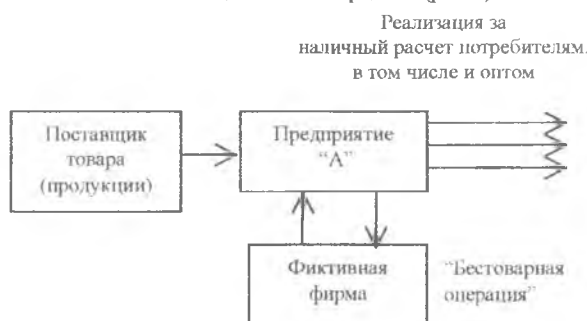 Реализация за
наличный расчет потребителям,
в том числе и оптом
Поставщик
товара
(продукции)
Предприятие
“А”
Фиктивная
фирма
“Бестоварная
операция”